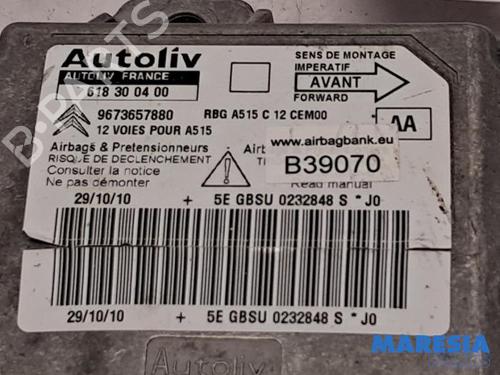 Autoliv
AUTOLIV FRANCE
618 30 04 00
SENS DE MONTAGE
IMPERATIF
AVANT
FORWARD
9673657880 RBG A515 C 12 CEM00
12 VOIES POUR A515
AA
Airbags & Pretensionneurs
RISQUE DE DECLENCHEMENT
Consulter la notice
Ne pas démonter
www.airbagbank.eu
B39070
Read manual
29/10/10 + 5E GBSU 0232848 S * J0
29/10/10 + 5E GBSU 0232848 S * J0
Autoliv
B-PARTS
MARESIA